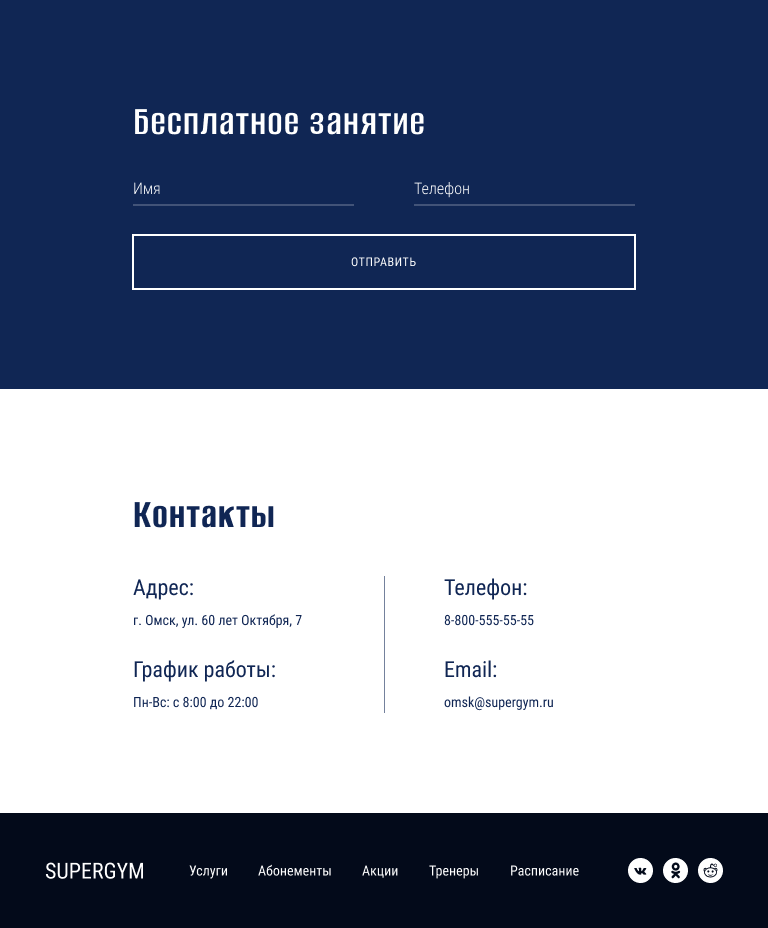 Бесплатное занятие
Имя
Телефон
ОТПРАВИТЬ
Контакты
Адрес:
г. Омск, ул. 60 лет Октября, 7
График работы:
Пн-Вс: с 8:00 до 22:00
Телефон:
8-800-555-55-55
Email:
omsk@supergym.ru
SUPERGYM
Услуги
Абонементы
Акции
Тренеры
Расписание